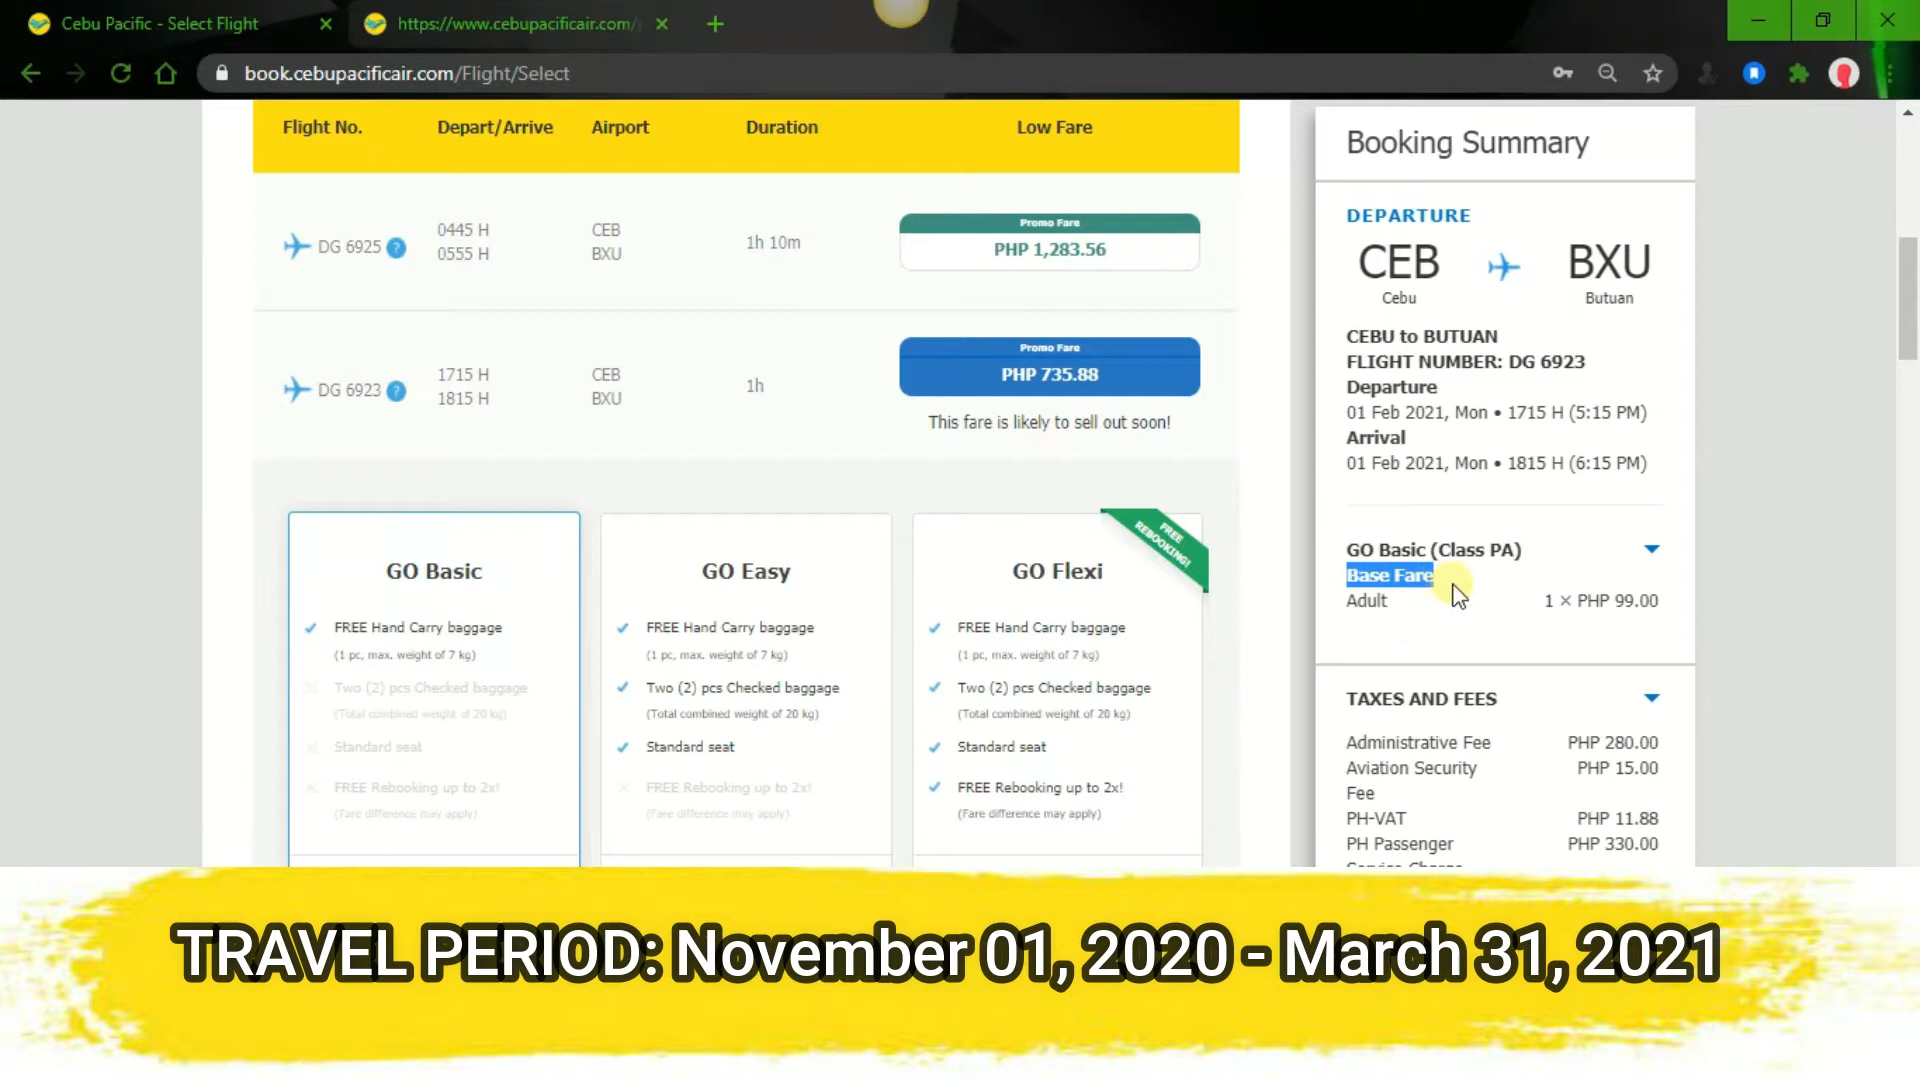 Cebu Pacific - Select Flight
https://www.cebupacificair.com/
book.cebupacificair.com/Flight/Select
Flight No. Depart/Arrive Airport Duration Low Fare
DG 6925 ?
0445 H
0555 H
CEB
BXU
1h 10m
Promo Fare
PHP 1,283.56
DG 6923 ?
1715 H
1815 H
CEB
BXU
1h
Promo Fare
PHP 735.88
This fare is likely to sell out soon!
GO Basic
FREE Hand Carry baggage
(1 pc, max. weight of 7 kg)
Two (2) pcs Checked baggage
(Total combined weight of 20 kg)
Standard seat
FREE Rebooking up to 2x!
(Fare difference may apply)
GO Easy
FREE Hand Carry baggage
(1 pc, max. weight of 7 kg)
Two (2) pcs Checked baggage
(Total combined weight of 20 kg)
Standard seat
FREE Rebooking up to 2x!
(Fare difference may apply)
FREE
REBOOKING!
GO Flexi
FREE Hand Carry baggage
(1 pc, max. weight of 7 kg)
Two (2) pcs Checked baggage
(Total combined weight of 20 kg)
Standard seat
FREE Rebooking up to 2x!
(Fare difference may apply)
Booking Summary
DEPARTURE
CEB BXU
Cebu Butuan
CEBU to BUTUAN
FLIGHT NUMBER: DG 6923
Departure
01 Feb 2021, Mon • 1715 H (5:15 PM)
Arrival
01 Feb 2021, Mon • 1815 H (6:15 PM)
GO Basic (Class PA)
Base Fare
Adult 1 × PHP 99.00
TAXES AND FEES
Administrative Fee PHP 280.00
Aviation Security PHP 15.00
Fee
PH-VAT PHP 11.88
PH Passenger PHP 330.00
Service Charge
TRAVEL PERIOD: November 01, 2020 - March 31, 2021